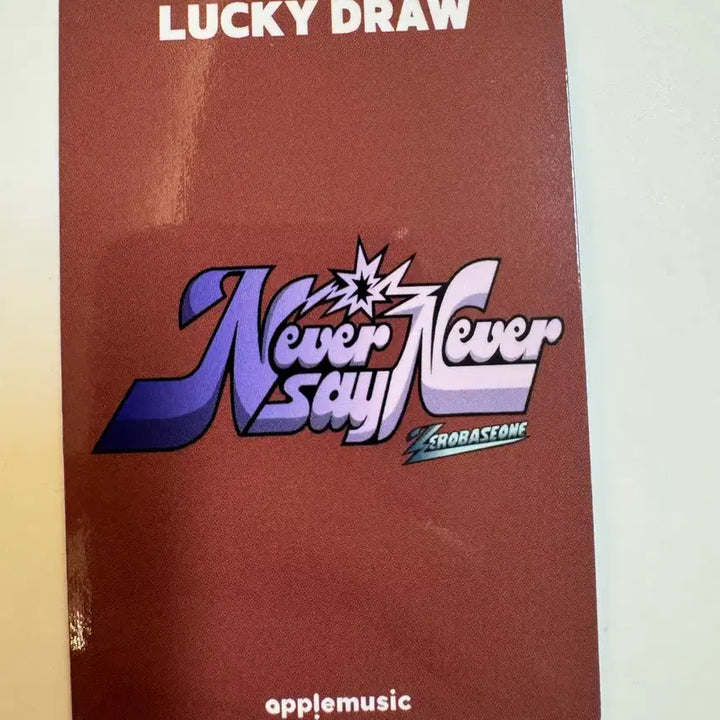 LUCKY DRAW
Never Never
say
ZEROBASEONE
applemusic